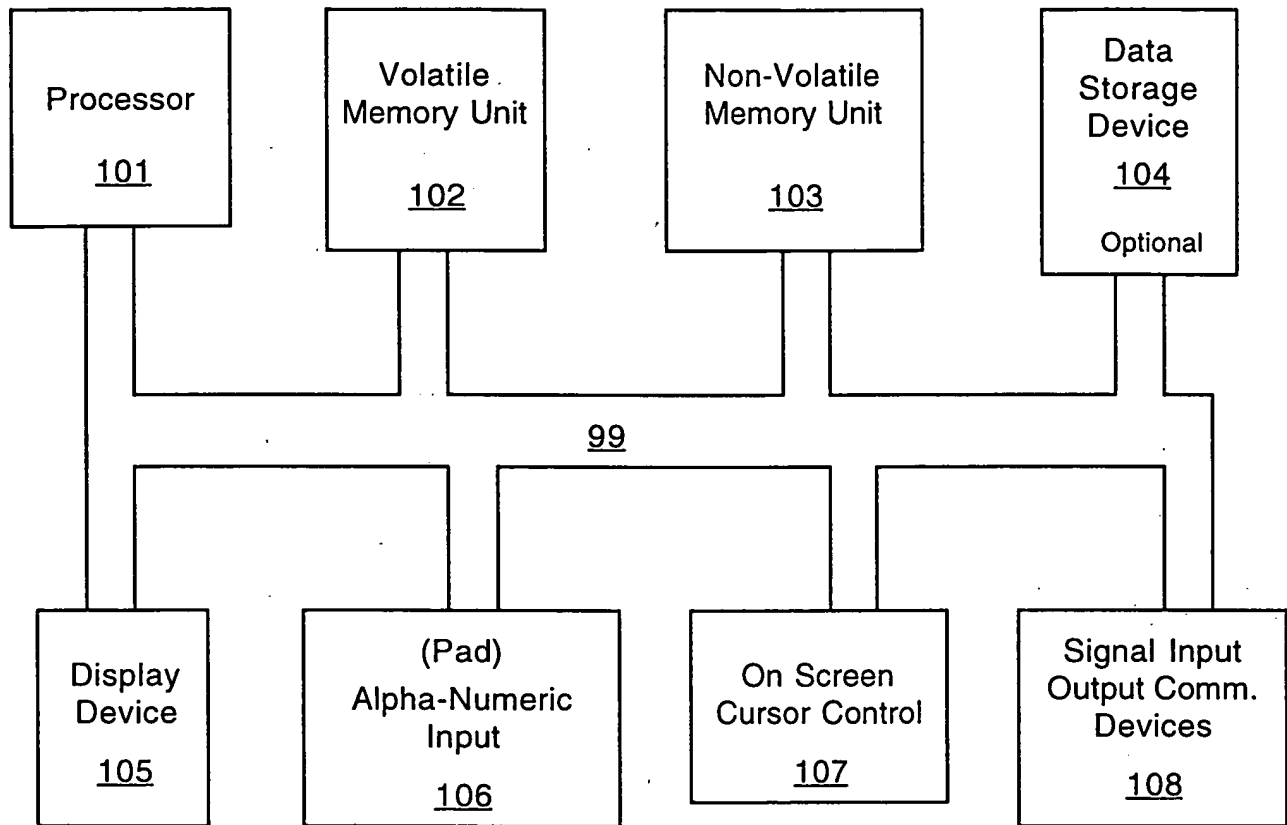 Processor
101
Volatile
Memory Unit
102
Non-Volatile
Memory Unit
103
Data
Storage
Device
104
Optional
99
Display
Device
105
(Pad)
Alpha-Numeric
Input
106
On Screen
Cursor Control
107
Signal Input
Output Comm.
Devices
108